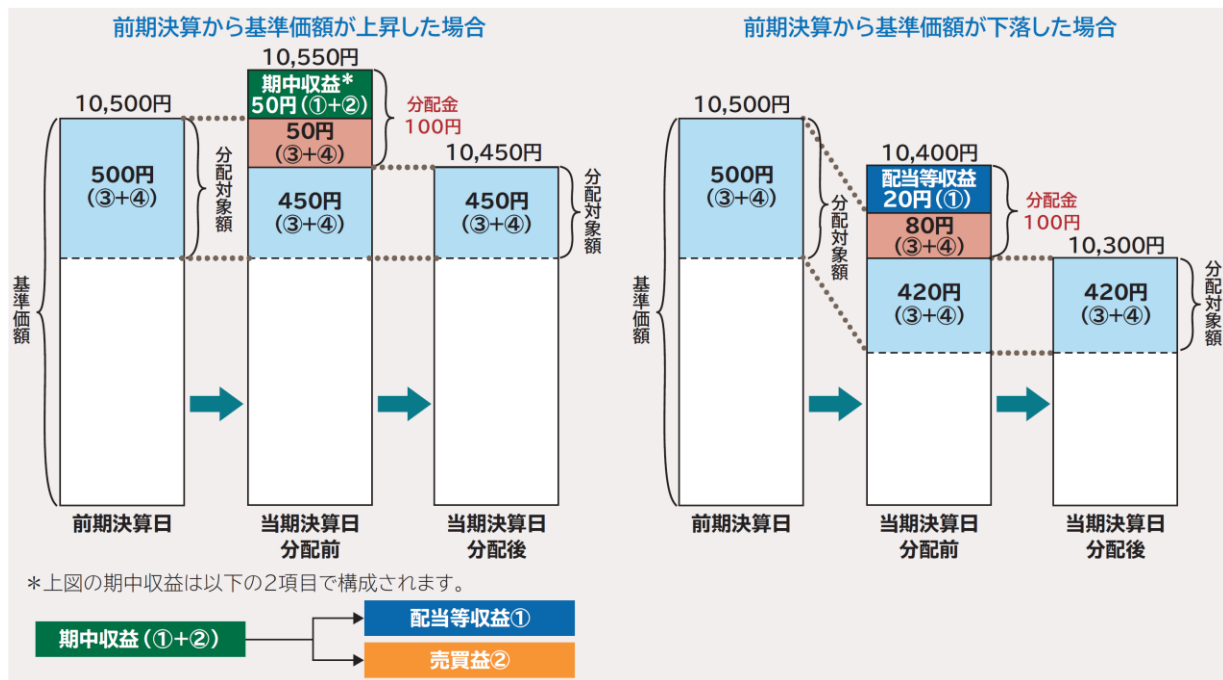 前期決算から基準価額が上昇した場合
10,550円
期中収益*
50円(①+②)
分配金
100円
10,500円
50円
(③+④)
10,450円
500円
(③+④)
分配対象額
450円
(③+④)
450円
(③+④)
分配対象額
基準価額
前期決算日
当期決算日
分配前
当期決算日
分配後
前期決算から基準価額が下落した場合
10,500円
10,400円
配当等収益
20円(①)
分配金
100円
500円
(③+④)
分配対象額
80円
(③+④)
10,300円
420円
(③+④)
420円
(③+④)
分配対象額
基準価額
前期決算日
当期決算日
分配前
当期決算日
分配後
*上図の期中収益は以下の2項目で構成されます。
期中収益(①+②)
配当等収益①
売買益②